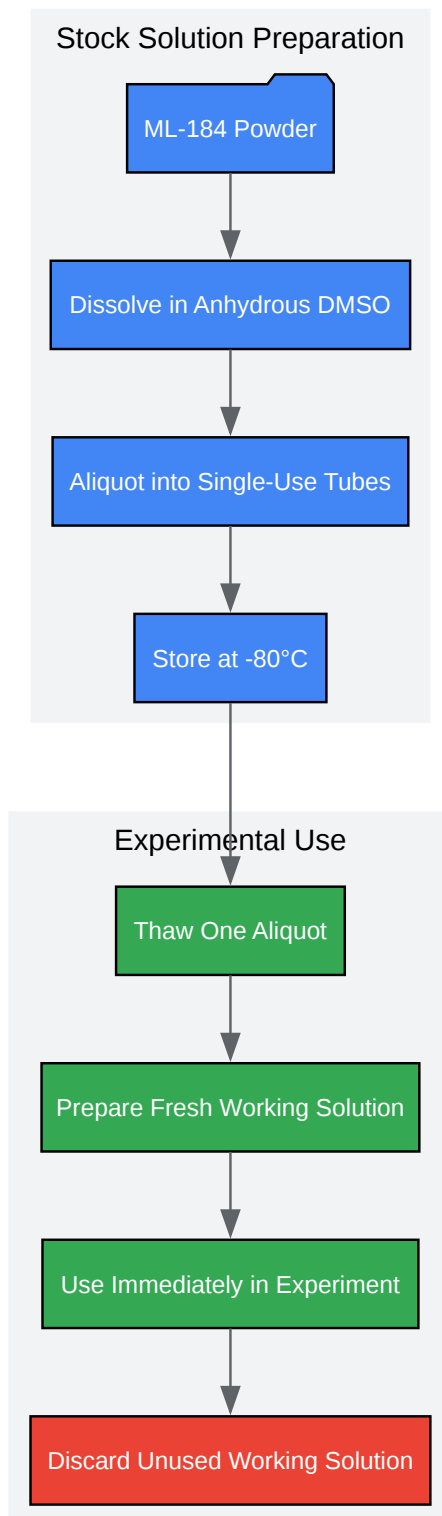 Stock Solution Preparation
ML-184 Powder
Dissolve in Anhydrous DMSO
Aliquot into Single-Use Tubes
Store at -80°C
Experimental Use
Thaw One Aliquot
Prepare Fresh Working Solution
Use Immediately in Experiment
Discard Unused Working Solution